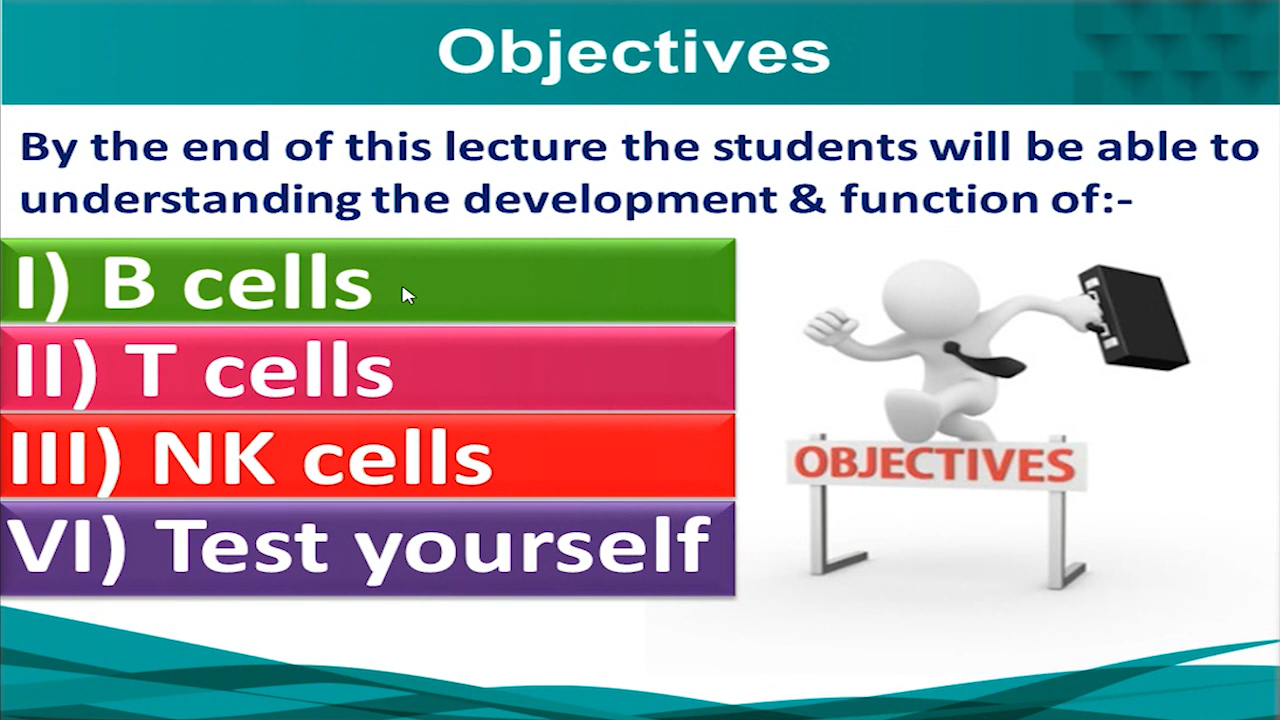 Objectives
By the end of this lecture the students will be able to
understanding the development & function of:-
I) B cells
II) T cells
III) NK cells
VI) Test yourself
OBJECTIVES